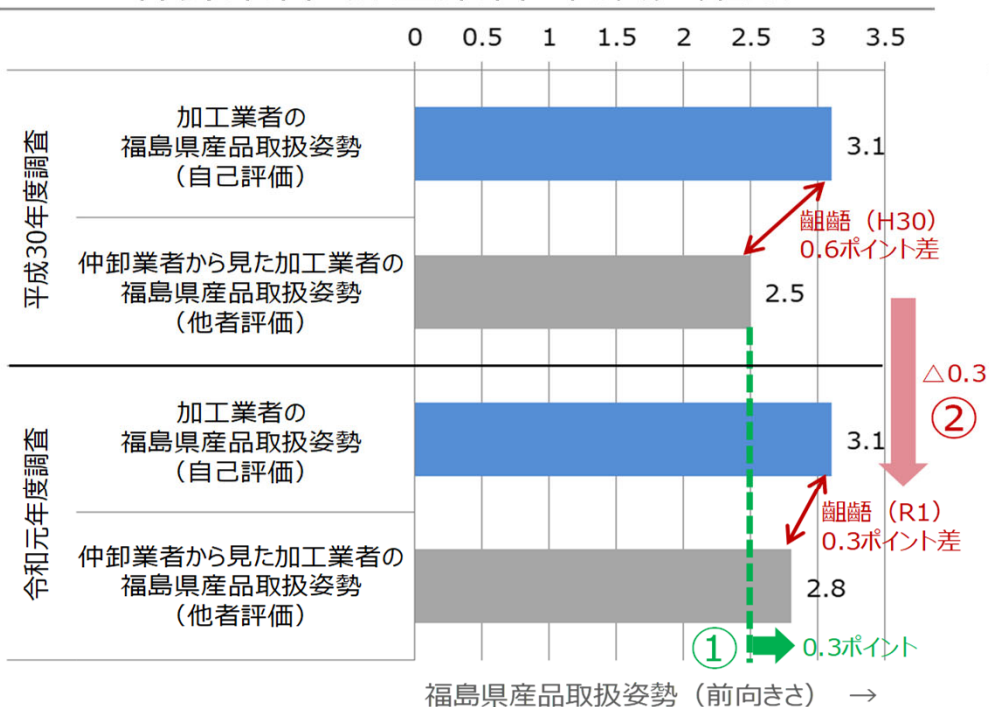 0 0.5 1 1.5 2 2.5 3 3.5
平成30年度調査
加工業者の
福島県産品取扱姿勢
（自己評価）
3.1
齟齬（H30）
0.6ポイント差
仲卸業者から見た加工業者の
福島県産品取扱姿勢
（他者評価）
2.5
△0.3
②
令和元年度調査
加工業者の
福島県産品取扱姿勢
（自己評価）
3.1
齟齬（R1）
0.3ポイント差
仲卸業者から見た加工業者の
福島県産品取扱姿勢
（他者評価）
2.8
① 0.3ポイント
福島県産品取扱姿勢（前向きさ） →